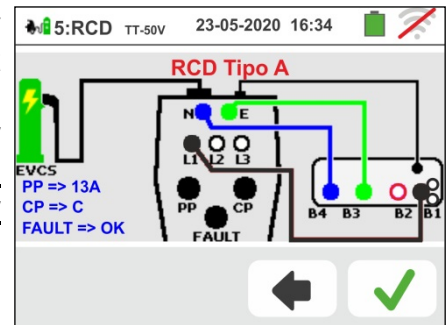 5:RCD TT-50V 23-05-2020 16:34
RCD Tipo A
N E
L1 L2 L3
EVCS
PP => 13A
CP => C
FAULT => OK
PP CP
FAULT
B4 B3 B2 B1